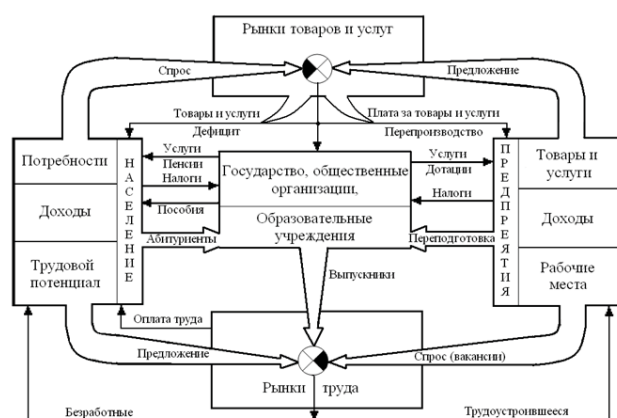 Рынки товаров и услуг
Спрос
Предложение
Товары и услуги
Плата за товары и услуги
Дефицит
Перепроизводство
Потребности
Доходы
Трудовой
потенциал
НАСЕЛЕНИЕ
Услуги
Пенсии
Налоги
Пособия
Абитуриенты
Государство, общественные
организации,
Образовательные
учреждения
Услуги
Дотации
Налоги
Переподготовка
ПРЕДПРЕЯТИЯ
Товары и
услуги
Доходы
Рабочие
места
Выпускники
Оплата труда
Предложение
Спрос (вакансии)
Рынки труда
Безработные
Трудоустроившееся